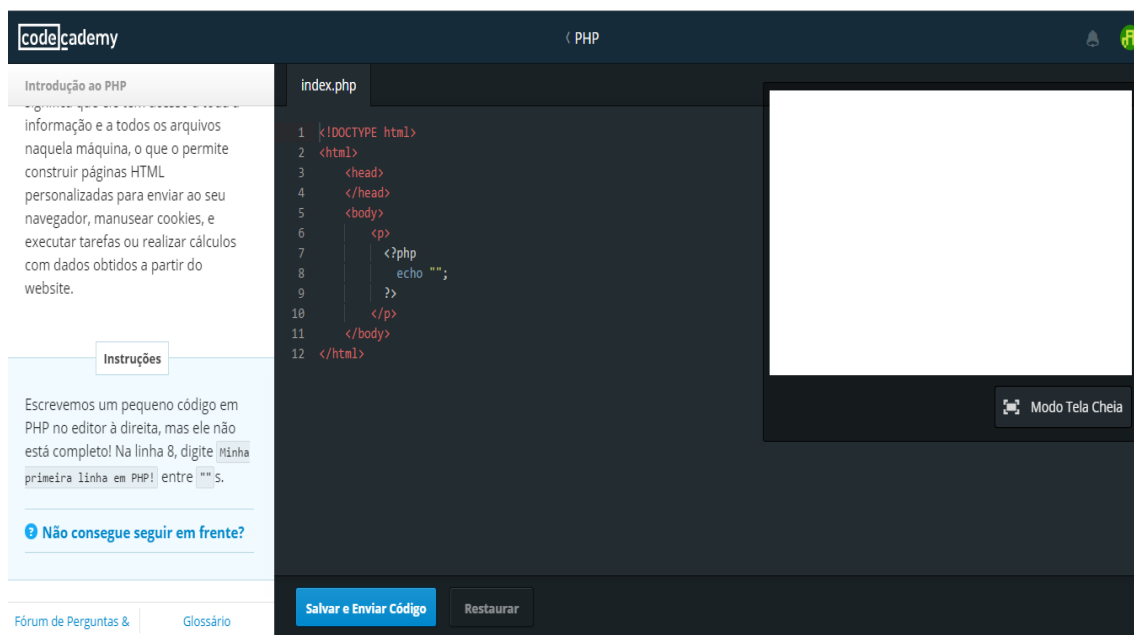 codecademy
〈 PHP
Introdução ao PHP
informação e a todos os arquivos
naquela máquina, o que o permite
construir páginas HTML
personalizadas para enviar ao seu
navegador, manusear cookies, e
executar tarefas ou realizar cálculos
com dados obtidos a partir do
website.
Instruções
Escrevemos um pequeno código em
PHP no editor à direita, mas ele não
está completo! Na linha 8, digite Minha
primeira linha em PHP! entre ""s.
Não consegue seguir em frente?
Fórum de Perguntas &
Glossário
index.php
1 <!DOCTYPE html>
2 <html>
3 <head>
4 </head>
5 <body>
6 <p>
7 <?php
8 echo "";
9 ?>
10 </p>
11 </body>
12 </html>
Modo Tela Cheia
Salvar e Enviar Código
Restaurar